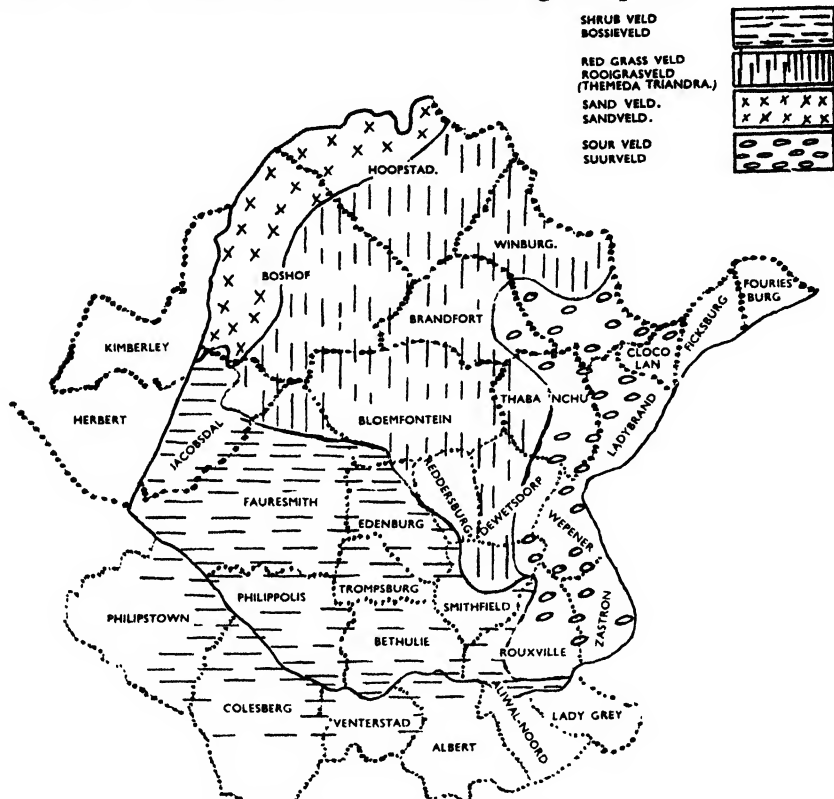 SHRUB VELD
BOSSIEVELD
RED GRASS VELD
ROOIGRASVELD
(THEMEDA TRIANDRA.)
SAND VELD.
SANDVELD.
SOUR VELD
SUURVELD
HOOPSTAD.
WINBURG.
BOSHOF
FOURIES
BURG
FICKSBURG
BRANDFORT
KIMBERLEY
CLOCO
LAN
HERBERT
THABA NCHU
LADYBRAND
BLOEMFONTEIN
JACOBSDAL
REDDERSBURG
DEWETSDORP
FAURESMITH
EDENBURG
WEPENER
PHILIPSTOWN
PHILIPPOLIS
TROMPSBURG
SMITHFIELD
ZASTRON
BETHULIE
ROUXVILLE
COLESBERG
VENTERSTAD
ALIWAL-NOORD
LADY GREY
ALBERT